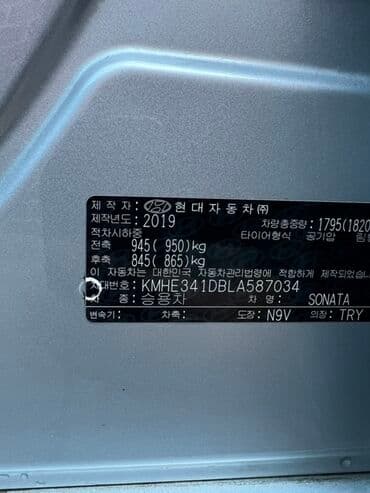 제 작 자 : 현대자동차㈜
제작년도: 2019 차량총중량: 1795(1820
적차시하중 타이어형식 공기압 림
전축 945( 950)kg
후축 845( 865)kg
이 자동차는 대한민국 자동차관리법령에 적합하게 제작되
차대번호: KMHE341DBLA587034
차 종: 승용차 차 명: SONATA
변속기: 차축: 도장: N9V 의장: TRY